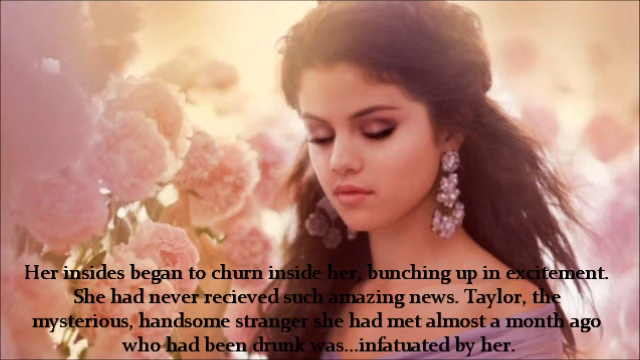 Her insides began to churn inside her, bunching up in excitement.
She had never recieved such amazing news. Taylor, the
mysterious, handsome stranger she had met almost a month ago
who had been drunk was...infatuated by her.